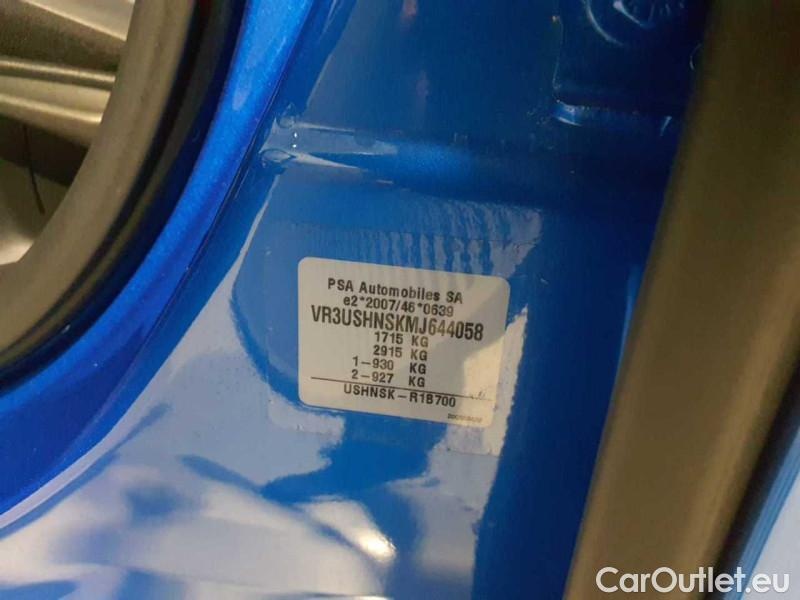 PSA Automobiles SA
e2*2007/46*0639
VR3USHNSKMJ644058
1715 KG
2915 KG
1-930 KG
2-927 KG
USHNSK-R1B700
CarOutlet.eu